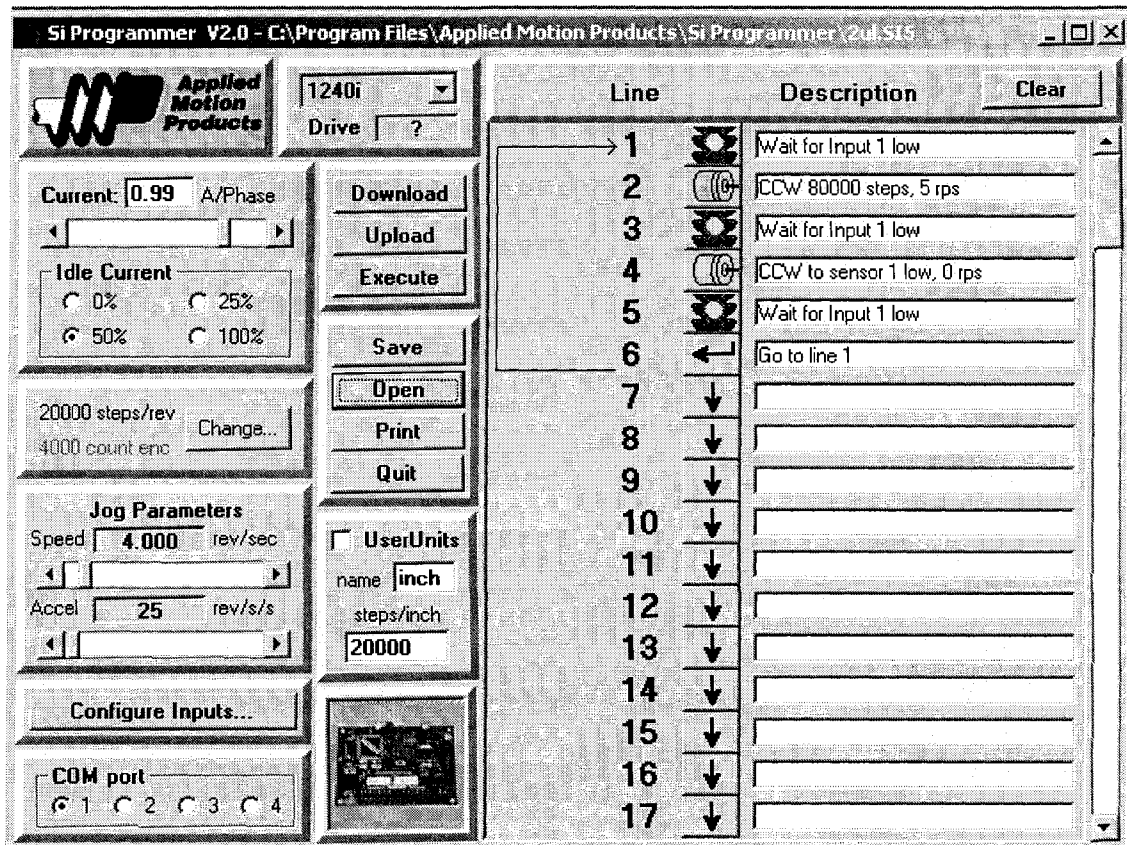 Si Programmer V2.0 - C:\Program Files\Applied Motion Products\Si Programmer\2ul.SI5
Applied
Motion
Products
1240i
Drive ?
Line Description Clear
Current: 0.99 A/Phase
Idle Current
0% 25%
50% 100%
20000 steps/rev
4000 count enc
Change...
Jog Parameters
Speed 4.000 rev/sec
Accel 25 rev/s/s
Configure Inputs...
COM port
1 2 3 4
Download
Upload
Execute
Save
Open
Print
Quit
UserUnits
name inch
steps/inch
20000
1 Wait for Input 1 low
2 CCW 80000 steps, 5 rps
3 Wait for Input 1 low
4 CCW to sensor 1 low, 0 rps
5 Wait for Input 1 low
6 Go to line 1
7
8
9
10
11
12
13
14
15
16
17